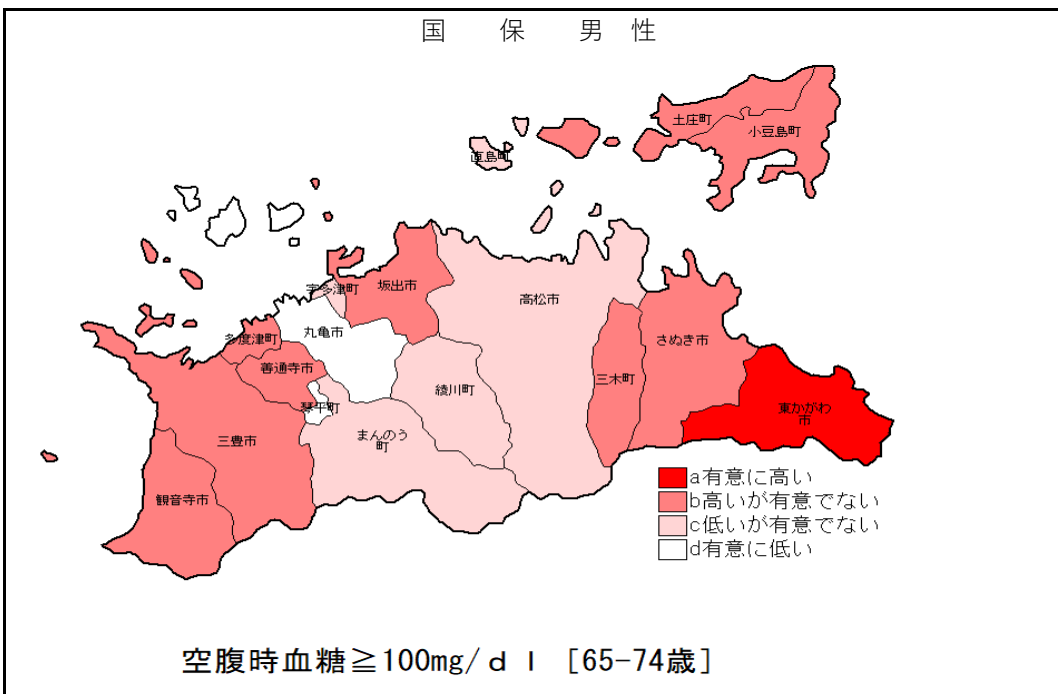 国保男性
土庄町
小豆島町
直島町
宇多津町
坂出市
高松市
丸亀市
多度津町
さぬき市
善通寺市
三木町
綾川町
琴平町
東かがわ
市
まんのう
町
三豊市
観音寺市
a有意に高い
b高いが有意でない
c低いが有意でない
d有意に低い
空腹時血糖≧100mg/ｄｌ [65-74歳]